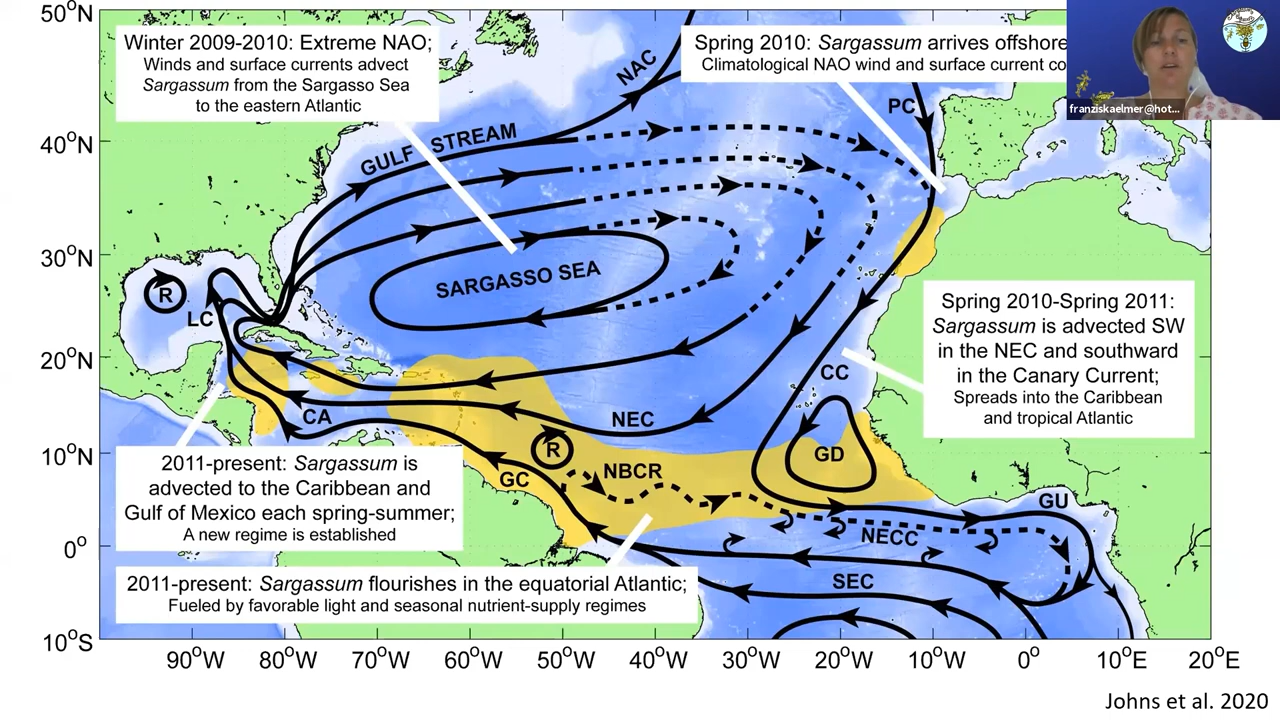 50°N
Winter 2009-2010: Extreme NAO;
Winds and surface currents advect
Sargassum from the Sargasso Sea
to the eastern Atlantic
NAC
Spring 2010: Sargassum arrives offshore
Climatological NAO wind and surface current co
franziskaelmer@hot...
PC
40°N
GULF STREAM
30°N
SARGASSO SEA
R
LC
Spring 2010-Spring 2011:
Sargassum is advected SW
in the NEC and southward
in the Canary Current;
Spreads into the Caribbean
and tropical Atlantic
20°N
CC
CA
NEC
10°N
R
GD
NBCR
GC
2011-present: Sargassum is
advected to the Caribbean and
Gulf of Mexico each spring-summer;
A new regime is established
GU
NECC
0°
2011-present: Sargassum flourishes in the equatorial Atlantic;
Fueled by favorable light and seasonal nutrient-supply regimes
SEC
10°S
90°W 80°W 70°W 60°W 50°W 40°W 30°W 20°W 10°W 0° 10°E 20°E
Johns et al. 2020